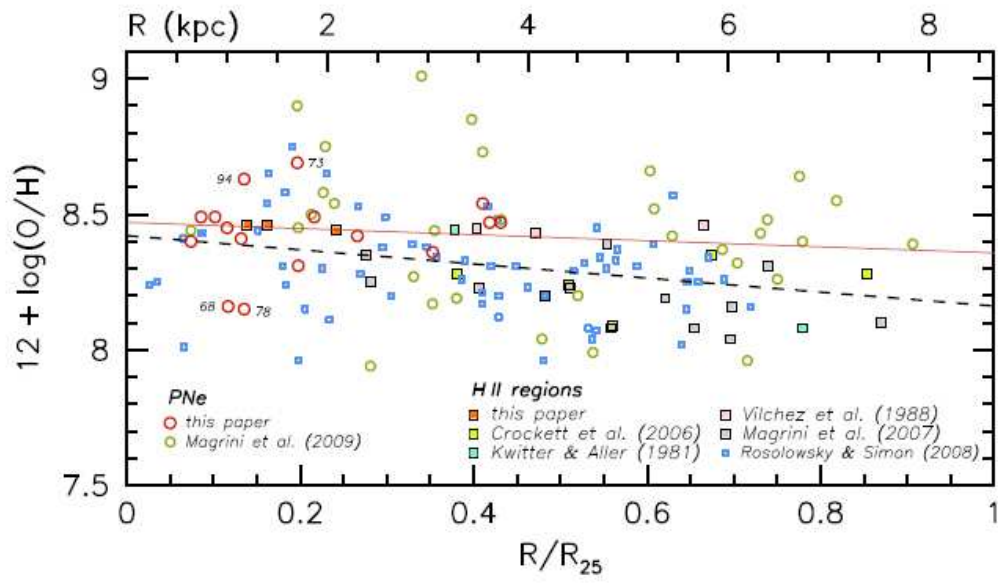 R (kpc) 2 4 6 8
9
8.5
8
7.5
12 + log(O/H)
94
73
68
78
PNe
this paper
Magrini et al. (2009)
H II regions
this paper
Crockett et al. (2006)
Kwitter & Aller (1981)
Vilchez et al. (1988)
Magrini et al. (2007)
Rosolowsky & Simon (2008)
0 0.2 0.4 0.6 0.8 1
R/R25